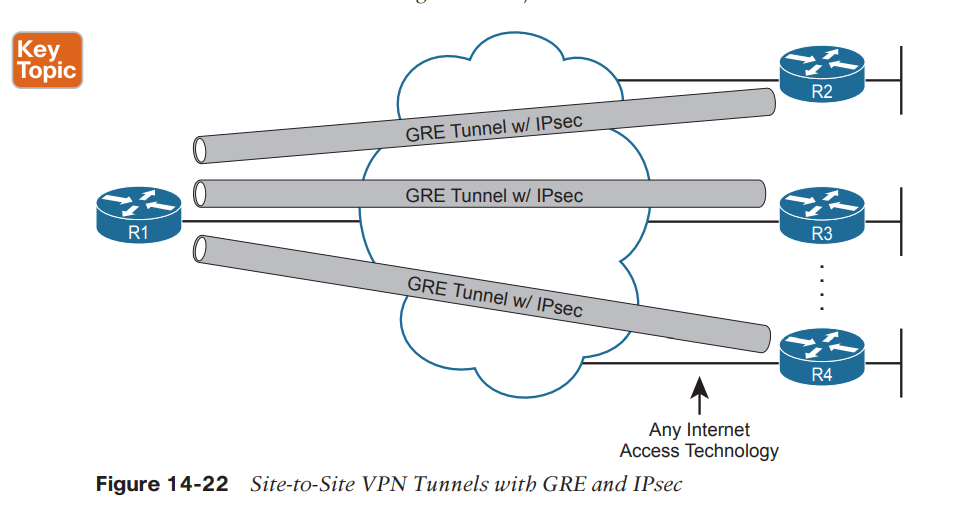 Key
Topic
R2
GRE Tunnel w/ IPsec
GRE Tunnel w/ IPsec
R1
R3
GRE Tunnel w/ IPsec
R4
Any Internet
Access Technology
Figure 14-22 Site-to-Site VPN Tunnels with GRE and IPsec